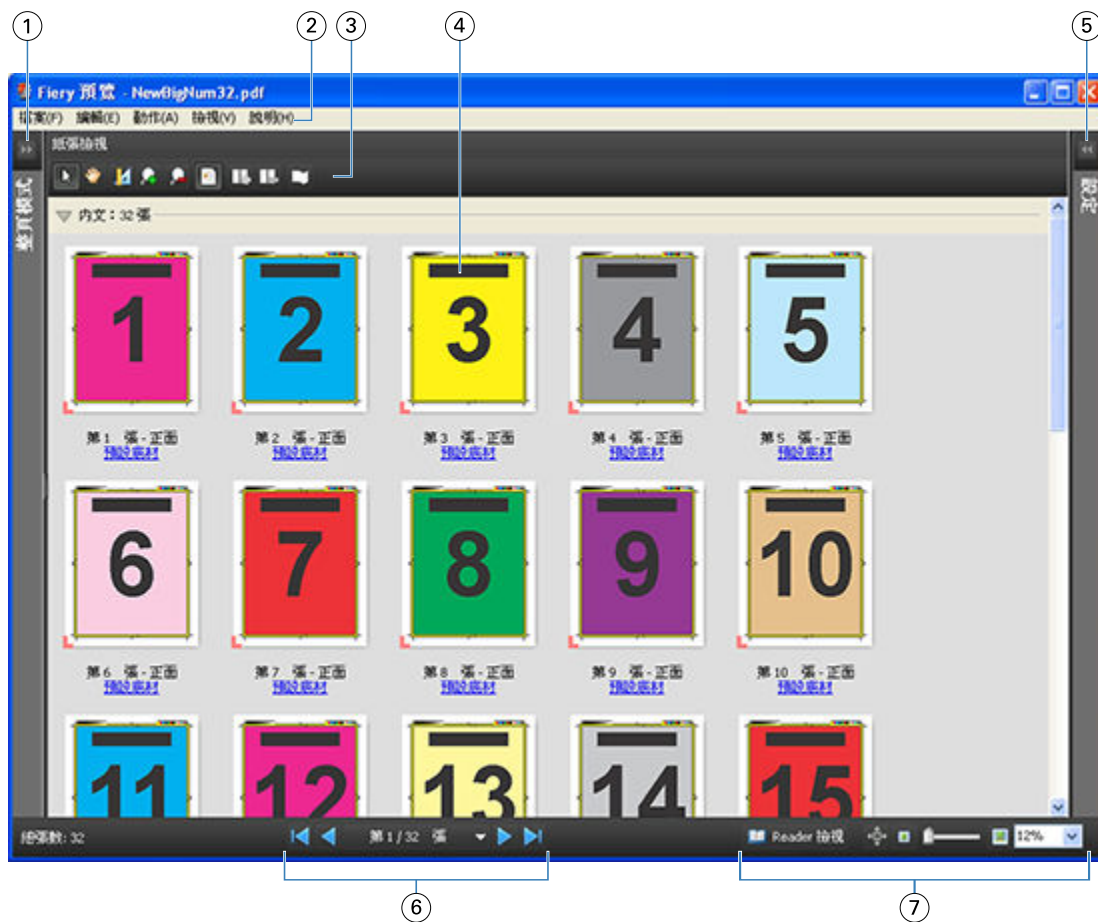 1 2 3 4 5
Fiery 預覽 - NewBigNum32.pdf
檔案(F) 編輯(E) 動作(A) 檢視(V) 說明(H)
紙張檢視
整頁模式
設定
內文：32 張
1 2 3 4 5
第 1 張 - 正面 第 2 張 - 正面 第 3 張 - 正面 第 4 張 - 正面 第 5 張 - 正面
預設底材 預設底材 預設底材 預設底材 預設底材
6 7 8 9 10
第 6 張 - 正面 第 7 張 - 正面 第 8 張 - 正面 第 9 張 - 正面 第 10 張 - 正面
預設底材 預設底材 預設底材 預設底材 預設底材
11 12 13 14 15
總張數: 32 第 1 / 32 張 Reader 檢視 12%
6 7